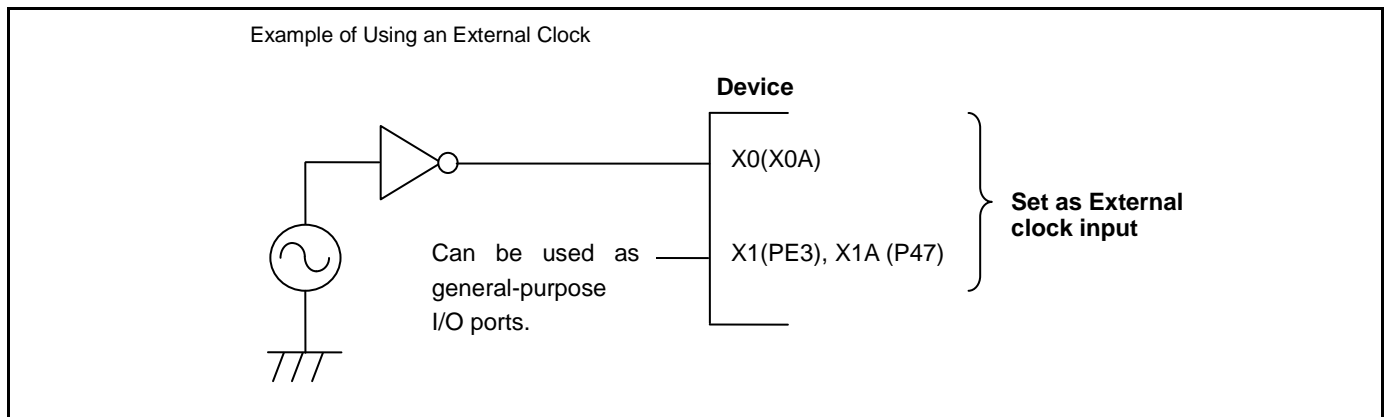 Example of Using an External Clock
Device
X0(X0A)
Set as External
clock input
Can be used as
general-purpose
I/O ports.
X1(PE3), X1A (P47)